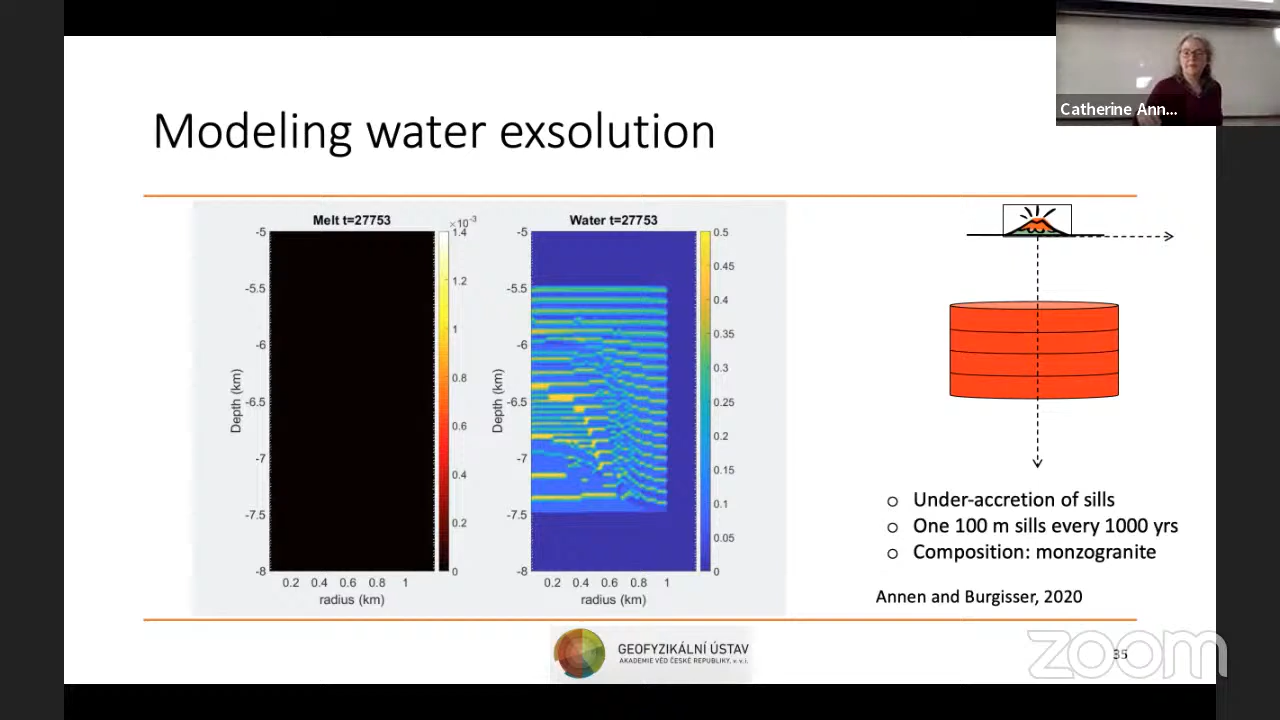 Catherine Ann...
Modeling water exsolution
Melt t=27753
×10⁻³
Water t=27753
-5
-5.5
-6
-6.5
-7
-7.5
-8
Depth (km)
0.2 0.4 0.6 0.8 1
radius (km)
1.4
1.2
1
0.8
0.6
0.4
0.2
0
-5
-5.5
-6
-6.5
-7
-7.5
-8
Depth (km)
0.2 0.4 0.6 0.8 1
radius (km)
0.5
0.45
0.4
0.35
0.3
0.25
0.2
0.15
0.1
0.05
0
o Under-accretion of sills
o One 100 m sills every 1000 yrs
o Composition: monzogranite
Annen and Burgisser, 2020
GEOFYZIKÁLNÍ ÚSTAV
AKADEMIE VĚD ČESKÉ REPUBLIKY, v. v. i.
35
zoom